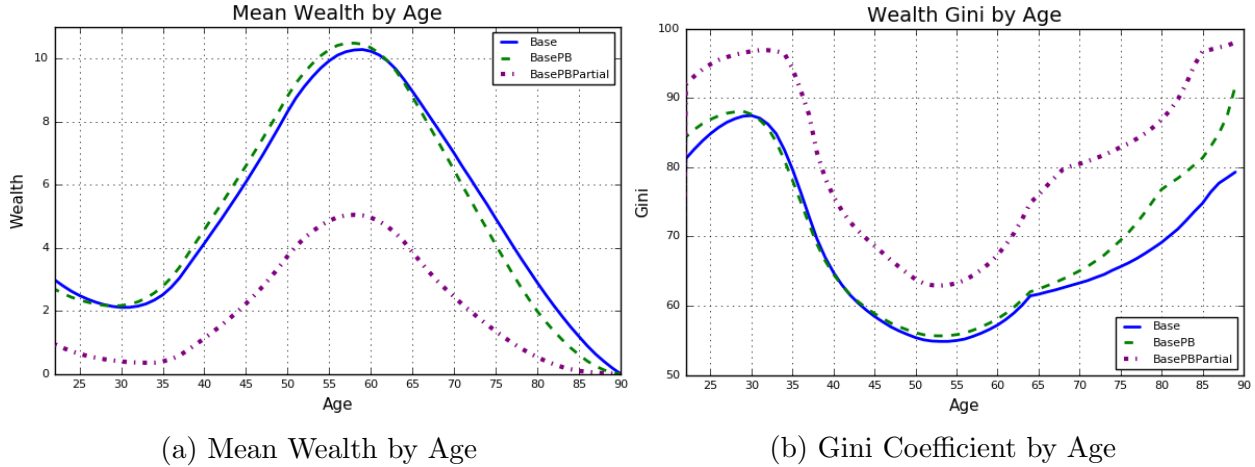 Mean Wealth by Age
Wealth
10
8
6
4
2
0
25 30 35 40 45 50 55 60 65 70 75 80 85 90
Age
Base
BasePB
BasePBPartial
(a) Mean Wealth by Age
Wealth Gini by Age
Gini
100
90
80
70
60
50
25 30 35 40 45 50 55 60 65 70 75 80 85 90
Age
Base
BasePB
BasePBPartial
(b) Gini Coefficient by Age